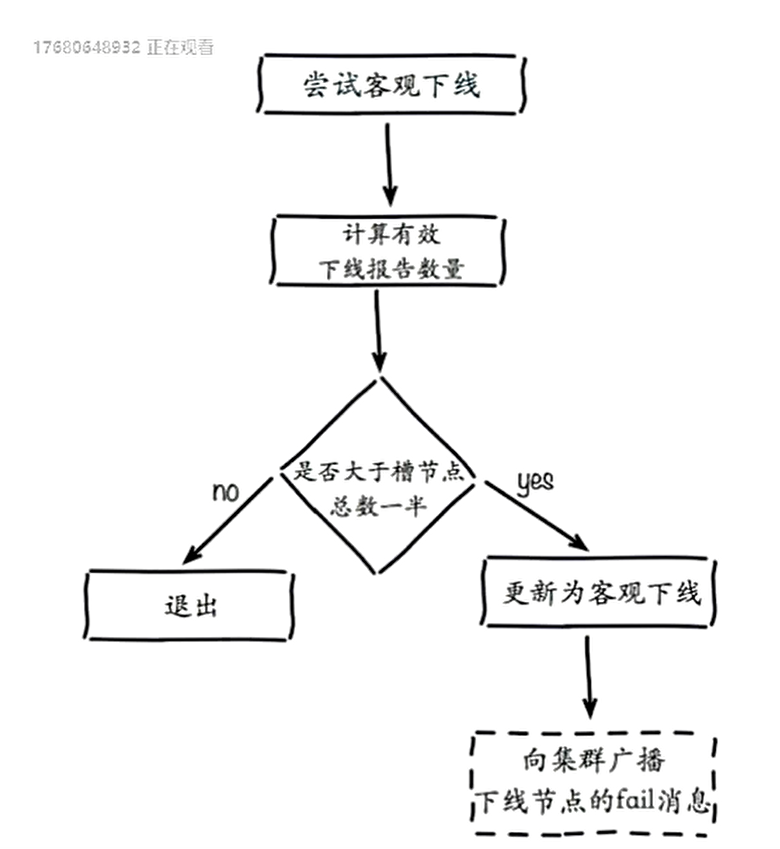 17680648932 正在观看
尝试客观下线
计算有效
下线报告数量
是否大于槽节点
总数一半
no
yes
退出
更新为客观下线
向集群广播
下线节点的fail消息